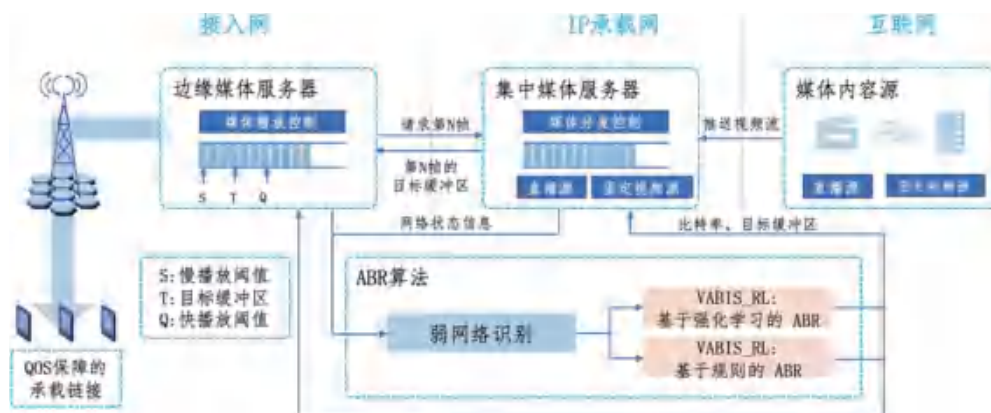 接入网
IP承载网
互联网
边缘媒体服务器
集中媒体服务器
媒体内容源
媒体播放控制
请求第N帧
媒体分发控制
推送视频流
第N帧的
目标缓冲区
直播源
固定视频源
直播源
S T Q
网络状态信息
比特率、目标缓冲区
S:慢播放阈值
T:目标缓冲区
Q:快播放阈值
ABR算法
弱网络识别
VABIS_RL:
基于强化学习的 ABR
VABIS_RL:
基于规则的 ABR
QOS保障的
承载链接